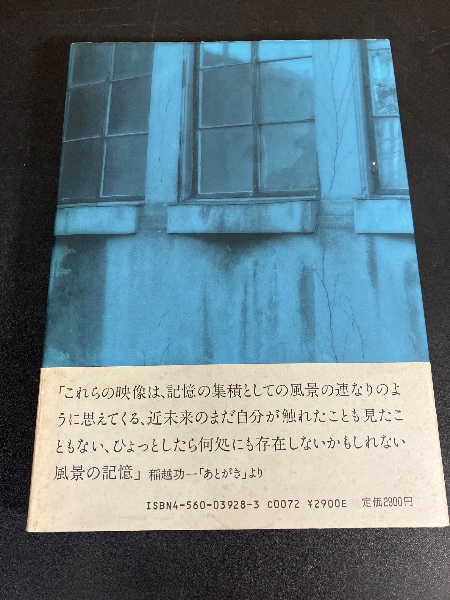 「これらの映像は、記憶の集積としての風景の連なりのよ
うに思えてくる、近未来のまだ自分が触れたことも見たこ
ともない、ひょっとしたら何処にも存在しないかもしれない
風景の記憶」 稲越功一「あとがき」より
ISBN4-560-03928-3 C0072 ¥2900E 定価2900円